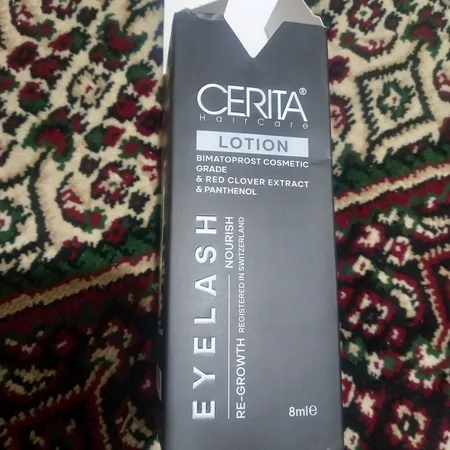 CERITA®
HairCare
LOTION
BIMATOPROST COSMETIC
GRADE
& RED CLOVER EXTRACT
& PANTHENOL
EYELASH
RE-GROWTH NOURISH
REGISTERED IN SWITZERLAND
8ml℮